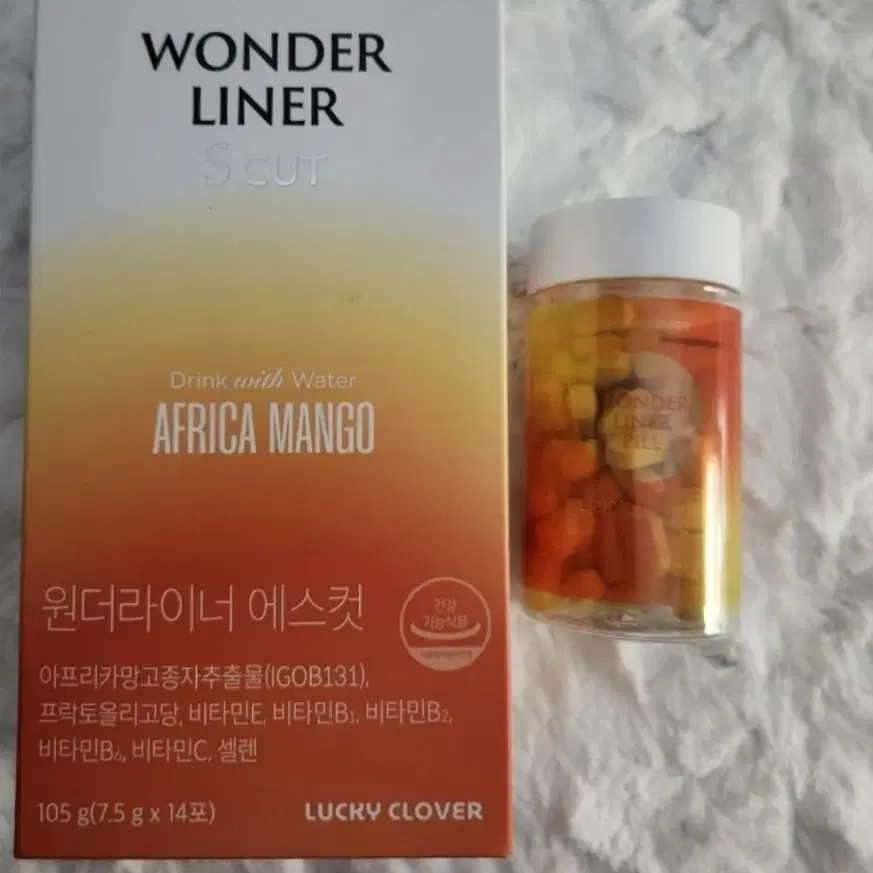 WONDER
LINER
S CUT
Drink with Water
AFRICA MANGO
원더라이너 에스컷
건강
기능식품
아프리카망고종자추출물(IGOB131),
프락토올리고당, 비타민E, 비타민B₁, 비타민B₂,
비타민B₆, 비타민C, 셀렌
105 g(7.5 g x 14포)
LUCKY CLOVER
WONDER
LINER
PILL